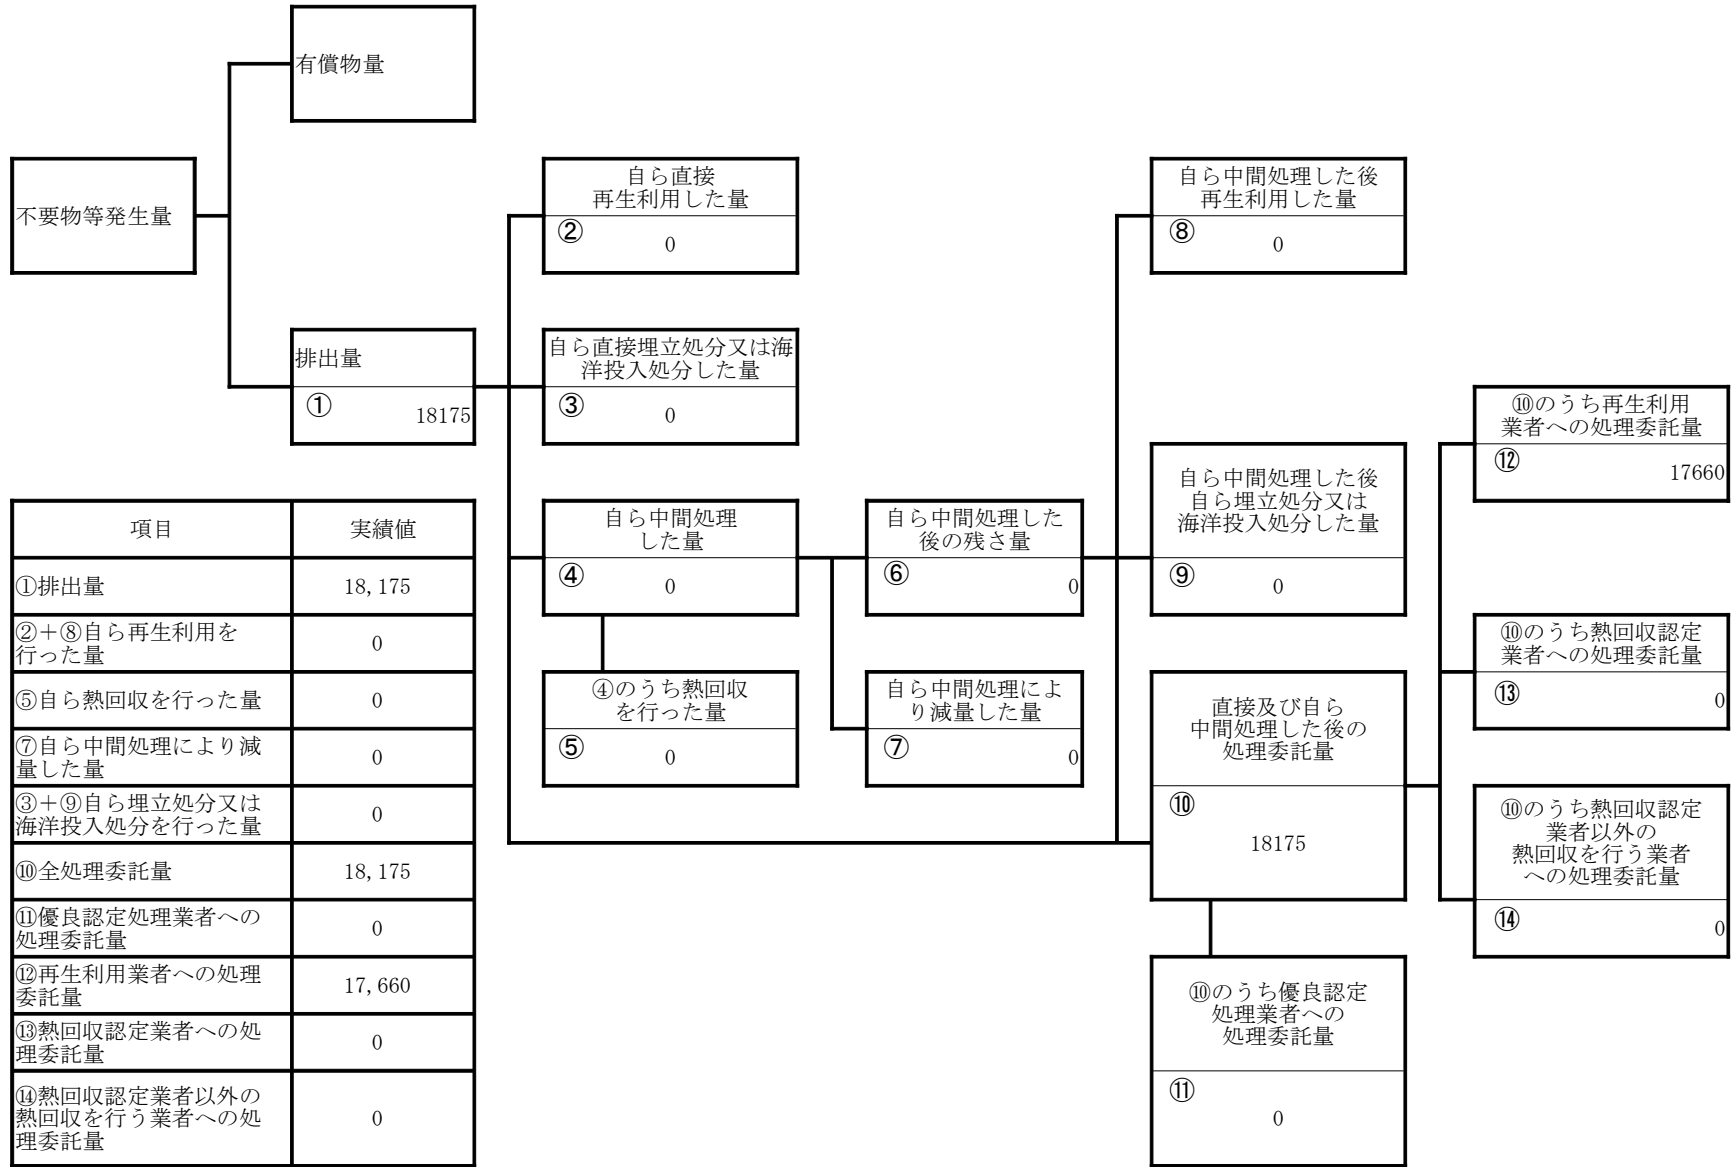 有償物量
不要物等発生量
自ら直接
再生利用した量
②
0
自ら中間処理した後
再生利用した量
⑧
0
排出量
①
18175
自ら直接埋立処分又は海
洋投入処分した量
③
0
⑩のうち再生利用
業者への処理委託量
⑫
17660
自ら中間処理した後
自ら埋立処分又は
海洋投入処分した量
⑨
0
自ら中間処理
した量
④
0
自ら中間処理した
後の残さ量
⑥
0
⑩のうち熱回収認定
業者への処理委託量
⑬
0
④のうち熱回収
を行った量
⑤
0
自ら中間処理によ
り減量した量
⑦
0
直接及び自ら
中間処理した後の
処理委託量
⑩
18175
⑩のうち熱回収認定
業者以外の
熱回収を行う業者
への処理委託量
⑭
0
⑩のうち優良認定
処理業者への
処理委託量
⑪
0
項目 実績値
①排出量 18,175
②+⑧自ら再生利用を
行った量 0
⑤自ら熱回収を行った量 0
⑦自ら中間処理により減
量した量 0
③+⑨自ら埋立処分又は
海洋投入処分を行った量 0
⑩全処理委託量 18,175
⑪優良認定処理業者への
処理委託量 0
⑫再生利用業者への処理
委託量 17,660
⑬熱回収認定業者への処
理委託量 0
⑭熱回収認定業者以外の
熱回収を行う業者への処
理委託量 0